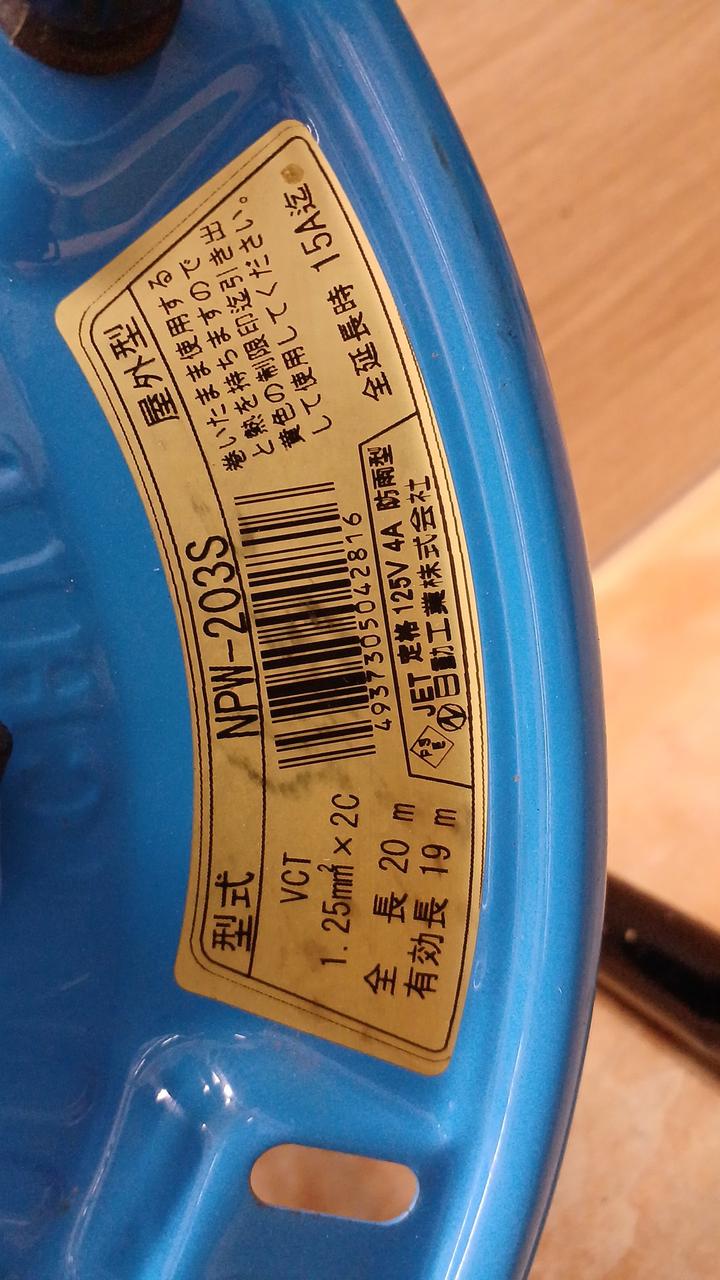 型式 NPW-203S 屋外型
VCT
1.25mm²×2C
全 長 20 m
有効長 19 m
4937305042816
PSE JET 定格 125V 4A 防雨型
日動工業株式会社
巻いたまま使用する
と熱を持ちますので
黄色の制限印迄引き出
して使用してください。
全延長時 15A迄